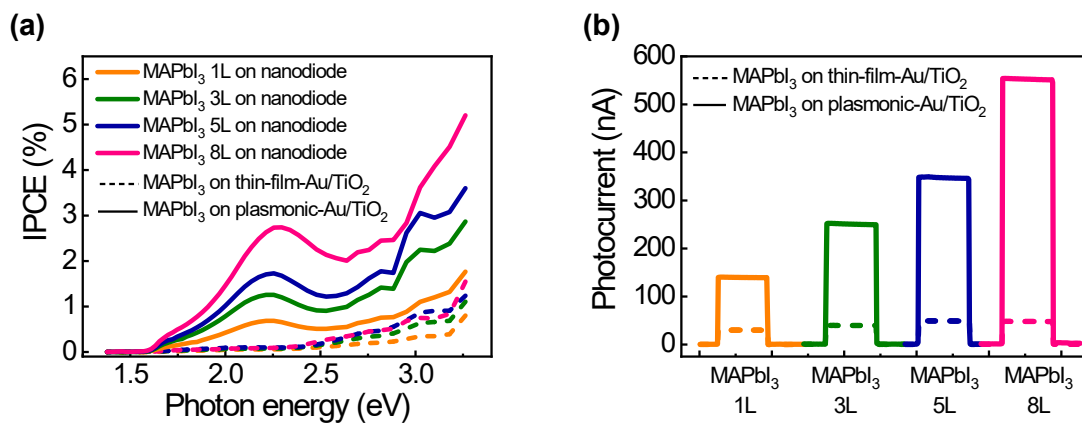 (a)
IPCE (%)
6
5
4
3
2
1
0
MAPbI₃ 1L on nanodiode
MAPbI₃ 3L on nanodiode
MAPbI₃ 5L on nanodiode
MAPbI₃ 8L on nanodiode
MAPbI₃ on thin-film-Au/TiO₂
MAPbI₃ on plasmonic-Au/TiO₂
1.5 2.0 2.5 3.0
Photon energy (eV)
(b)
Photocurrent (nA)
600
500
400
300
200
100
000
MAPbI₃ on thin-film-Au/TiO₂
MAPbI₃ on plasmonic-Au/TiO₂
MAPbI₃ MAPbI₃ MAPbI₃ MAPbI₃
1L 3L 5L 8L